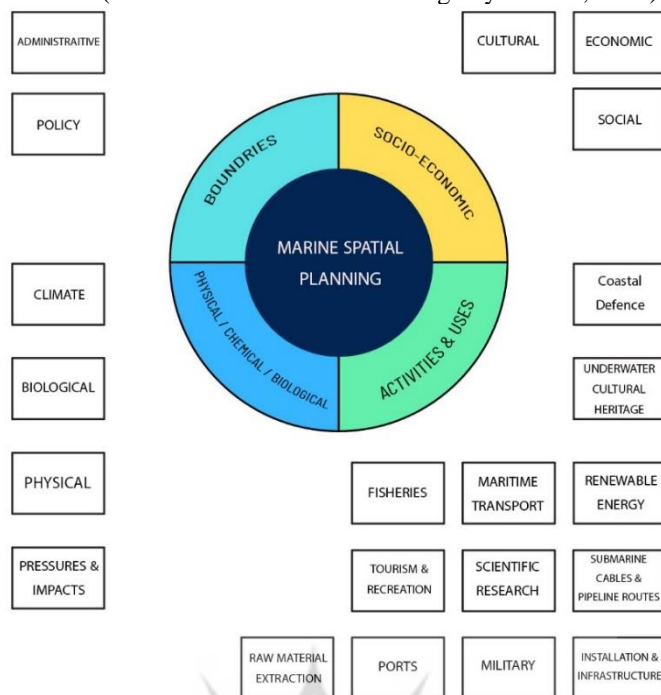 ADMINISTRAITIVE
CULTURAL
ECONOMIC
POLICY
SOCIAL
BOUNDRIES
SOCIO-ECONOMIC
MARINE SPATIAL
PLANNING
PHYSICAL / CHEMICAL / BIOLOGICAL
ACTIVITIES & USES
CLIMATE
Coastal
Defence
BIOLOGICAL
UNDERWATER
CULTURAL
HERITAGE
PHYSICAL
FISHERIES
MARITIME
TRANSPORT
RENEWABLE
ENERGY
PRESSURES &
IMPACTS
TOURISM &
RECREATION
SCIENTIFIC
RESEARCH
SUBMARINE
CABLES &
PIPELINE ROUTES
RAW MATERIAL
EXTRACTION
PORTS
MILITARY
INSTALLATION &
INFRASTRUCTURE